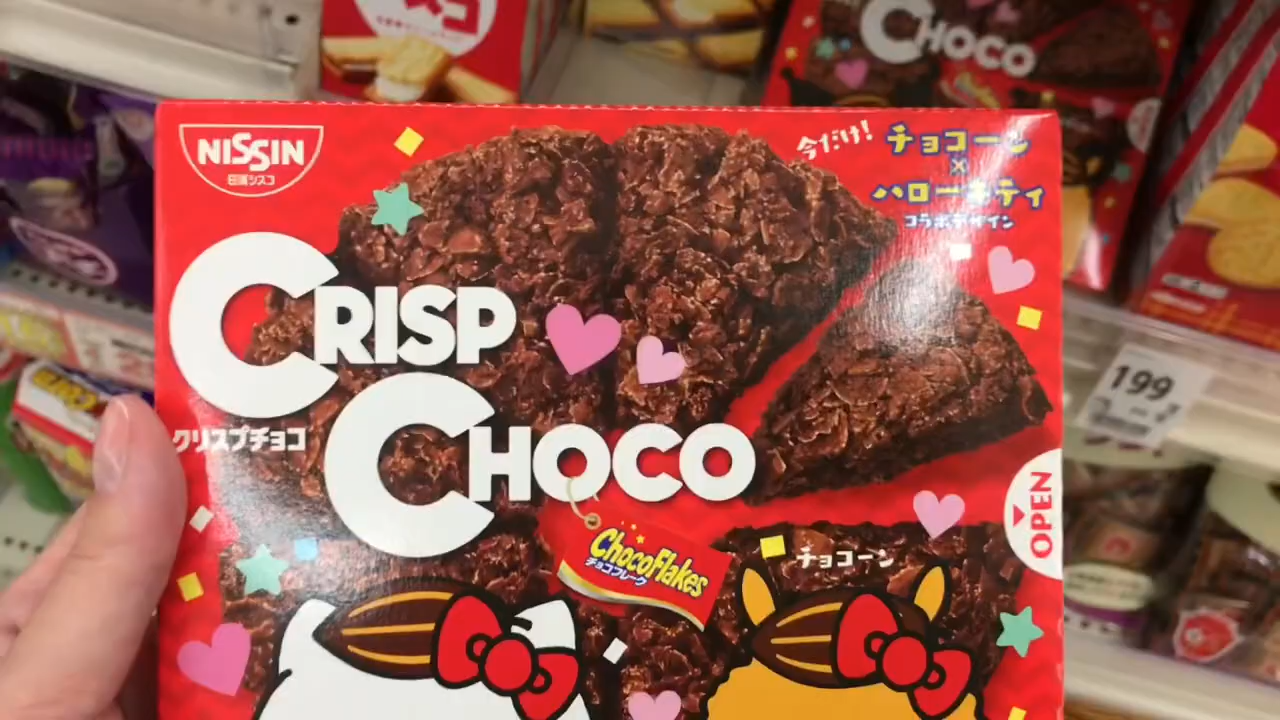 CHOCO
NISSIN
日清シスコ
今だけ!
チョコーン
×
ハローキティ
コラボデザイン
CRISP
CHOCO
クリスプチョコ
OPEN
ChocoFlakes
チョコフレーク
チョコーン
199